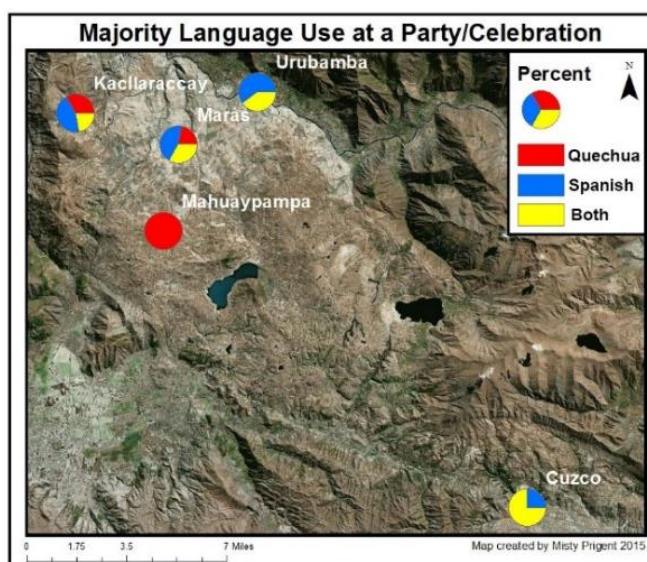 Majority Language Use at a Party/Celebration
Urubamba
Kacllaraccay
Maras
Mahuaypampa
Cuzco
Percent
N
Quechua
Spanish
Both
0 1.75 3.5 7 Miles
Map created by Misty Prigent 2015